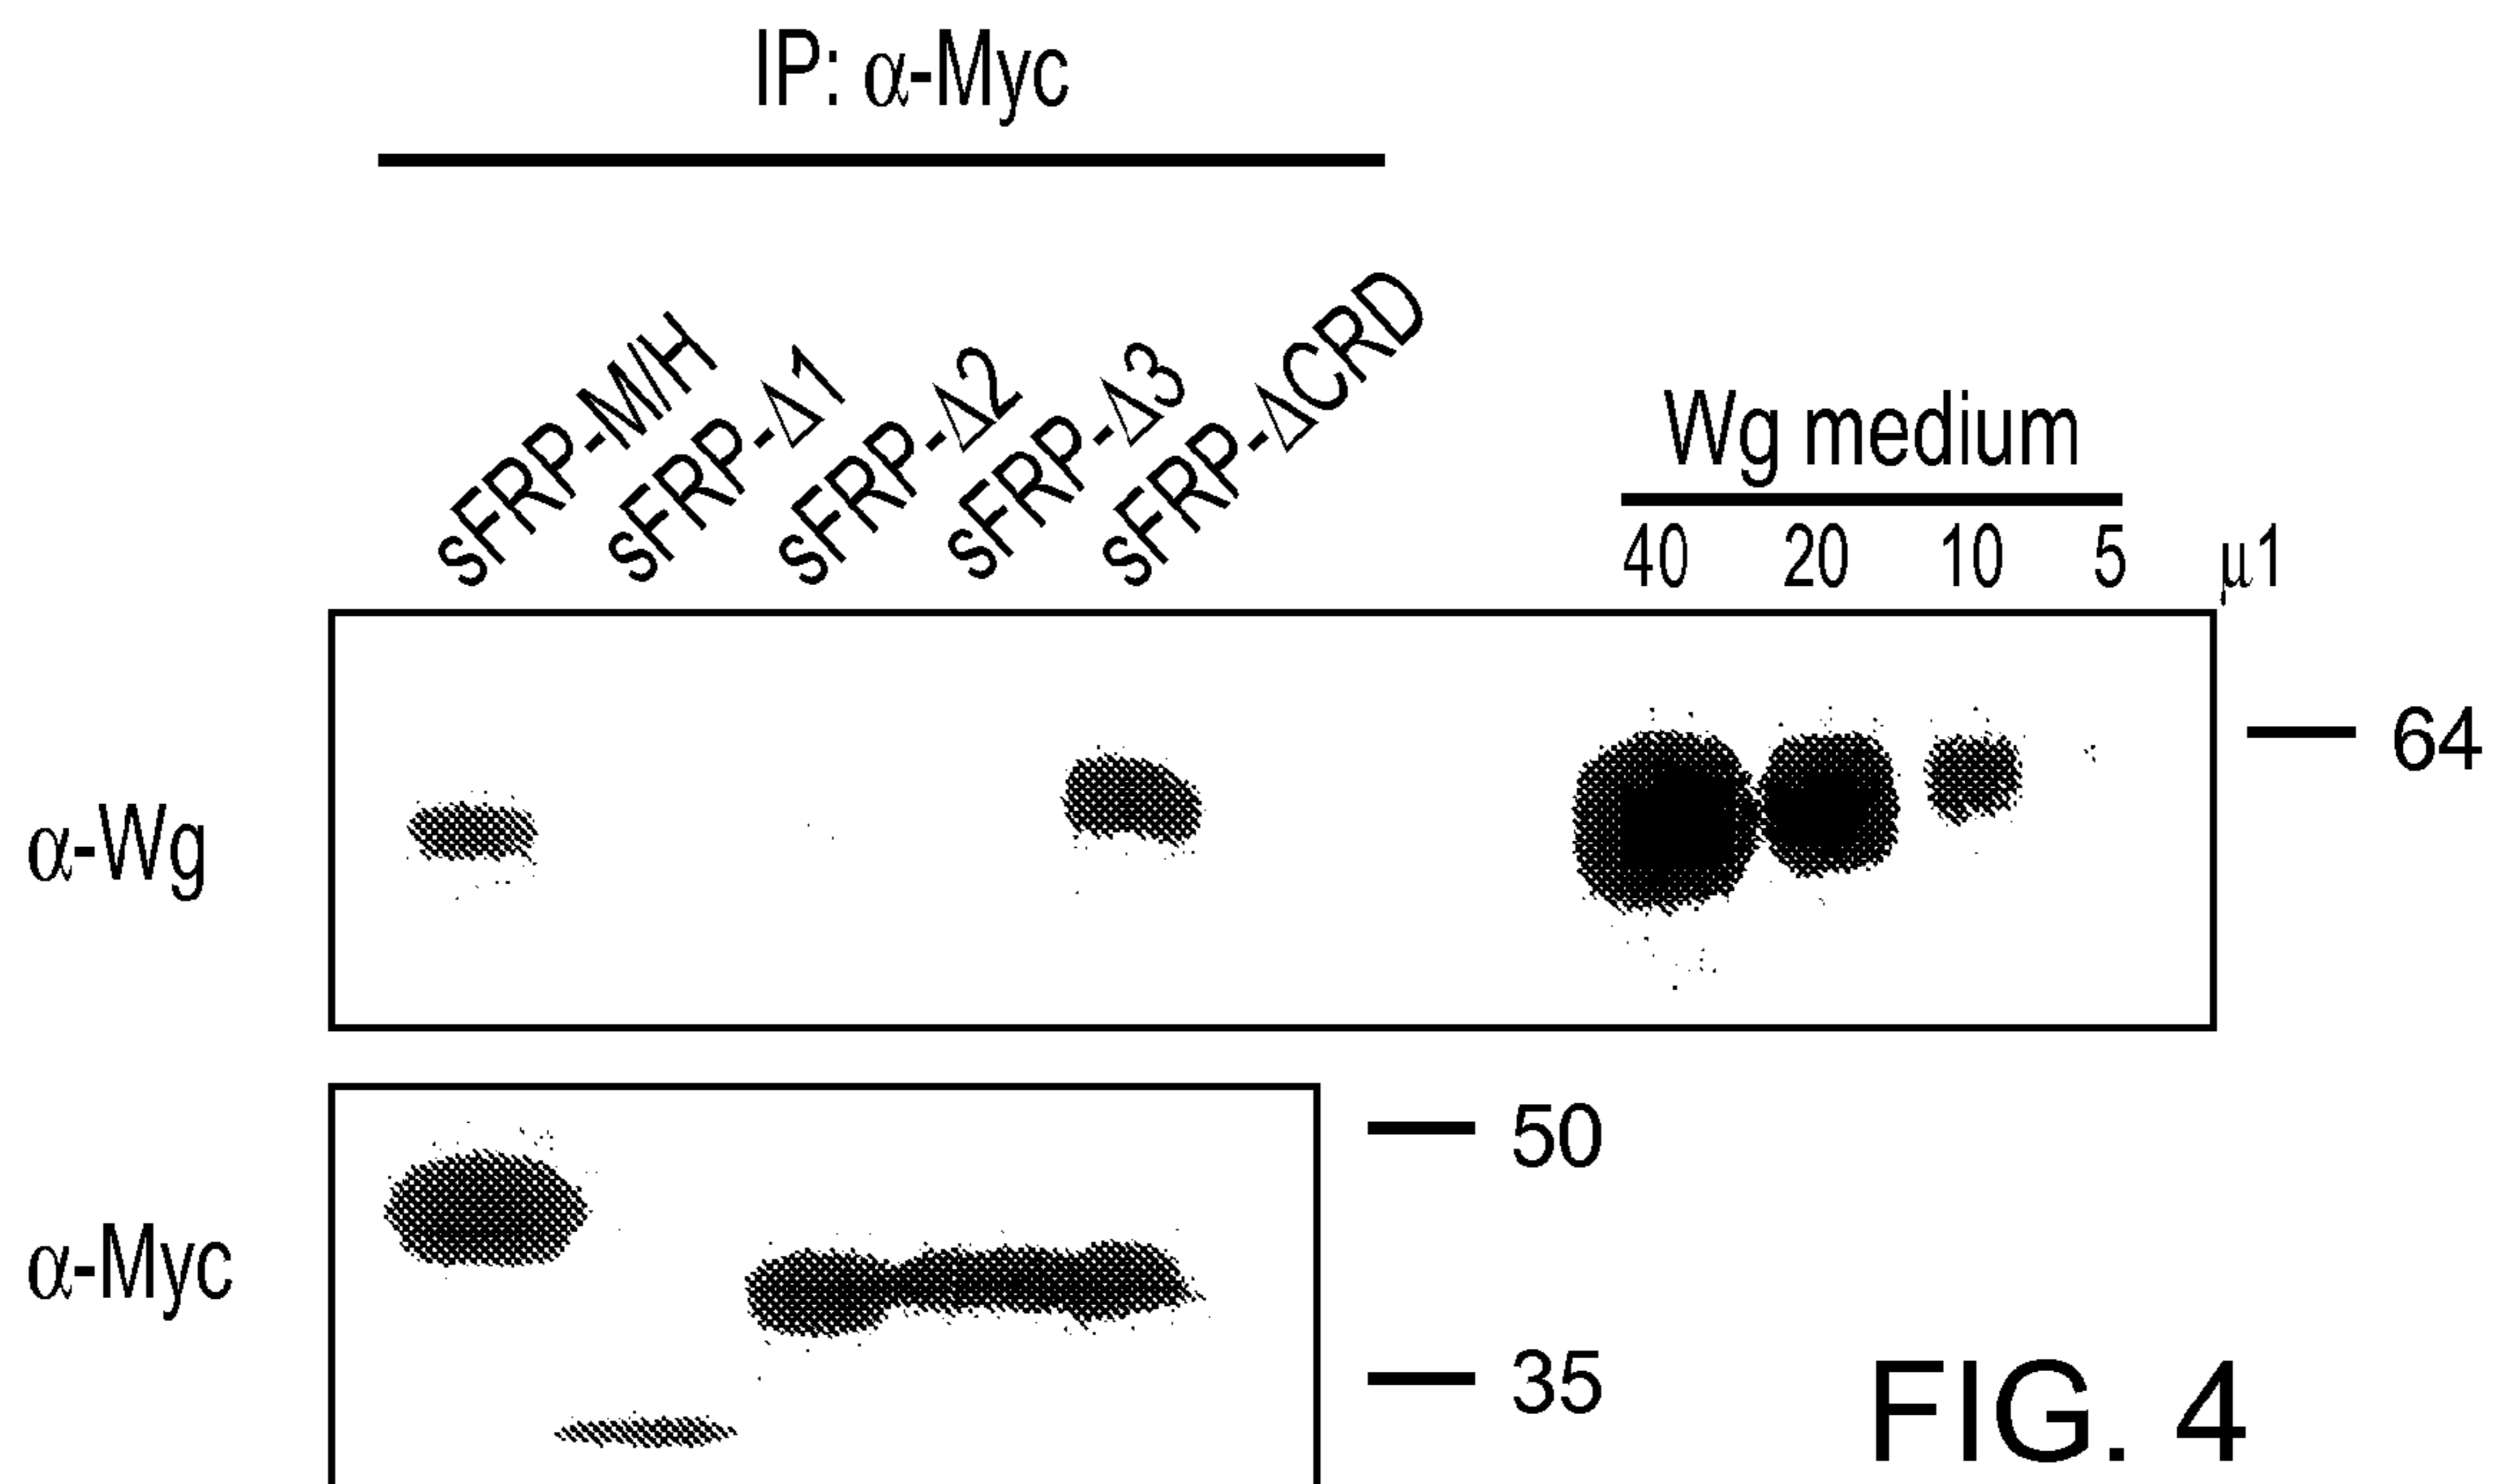 IP: α-Myc
sFRP-M/H
sFRP-Δ1
sFRP-Δ2
sFRP-Δ3
sFRP-ΔCRD
Wg medium
40 20 10 5 μ1
64
α-Wg
50
α-Myc
35
FIG. 4